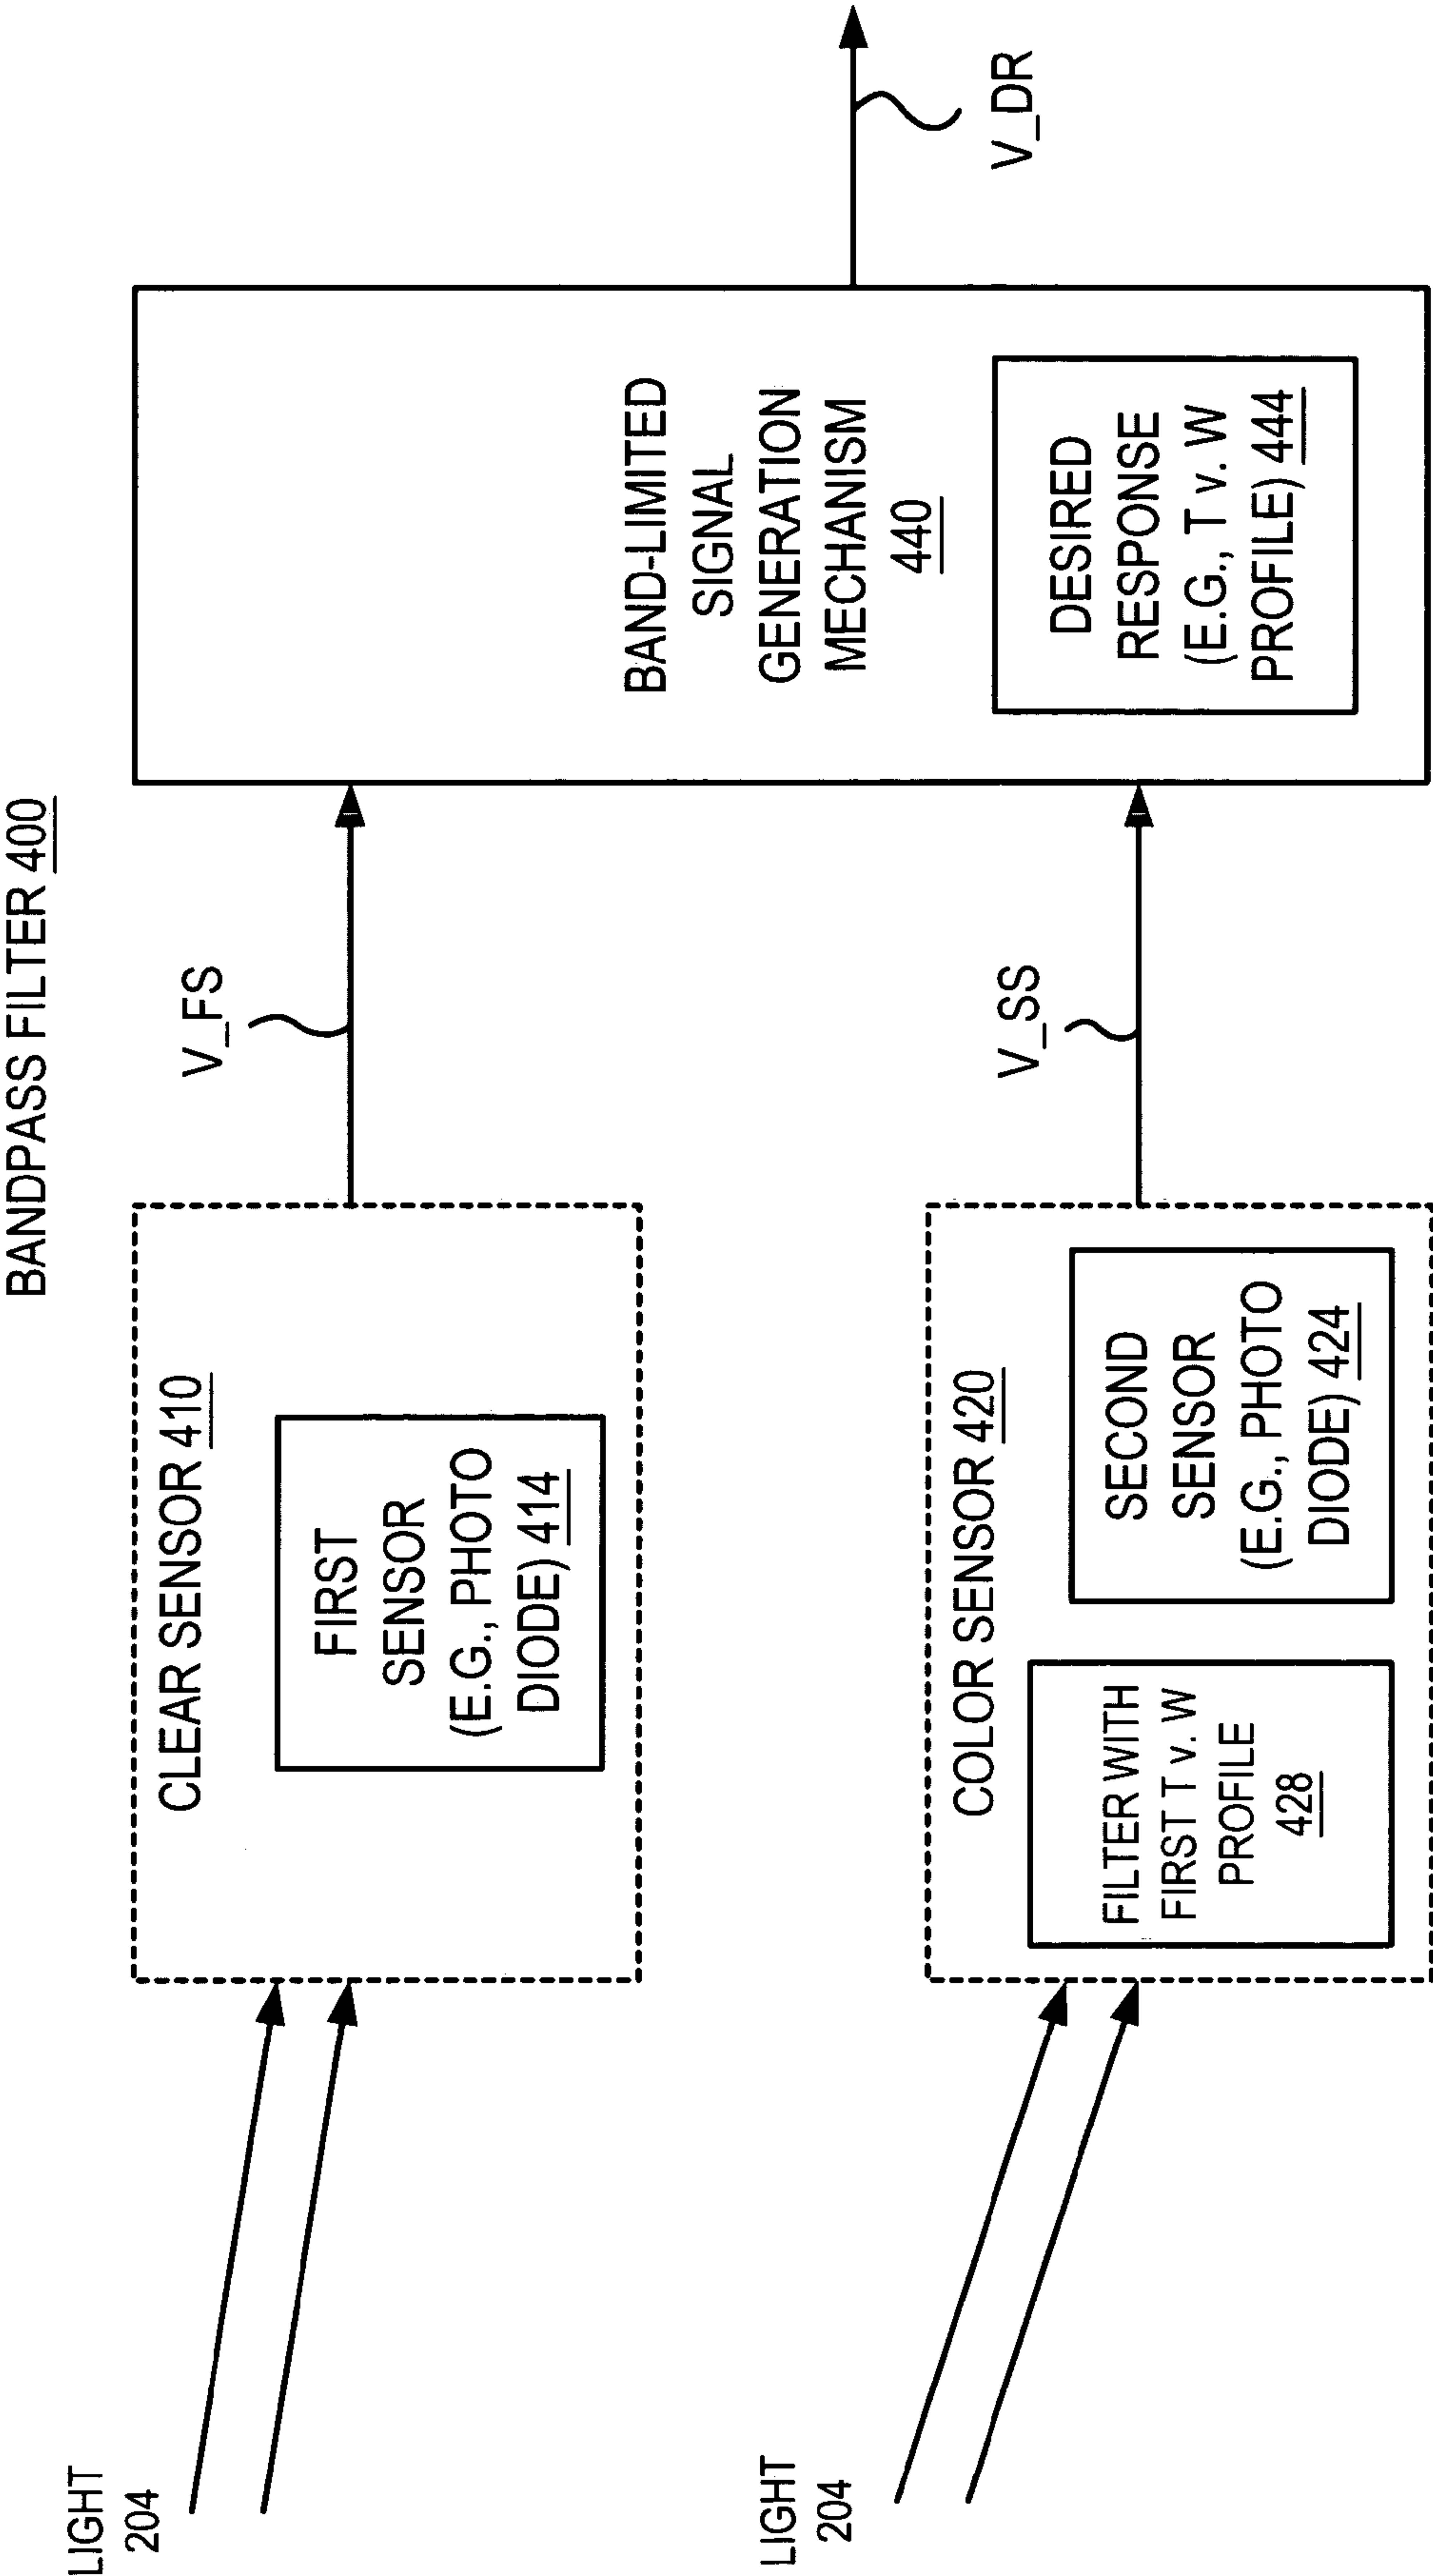 BANDPASS FILTER 400
LIGHT
204
CLEAR SENSOR 410
FIRST
SENSOR
(E.G., PHOTO
DIODE) 414
V_FS
BAND-LIMITED
SIGNAL
GENERATION
MECHANISM
440
DESIRED
RESPONSE
(E.G., T v. W
PROFILE) 444
V_DR
LIGHT
204
COLOR SENSOR 420
FILTER WITH
FIRST T v. W
PROFILE
428
SECOND
SENSOR
(E.G., PHOTO
DIODE) 424
V_SS